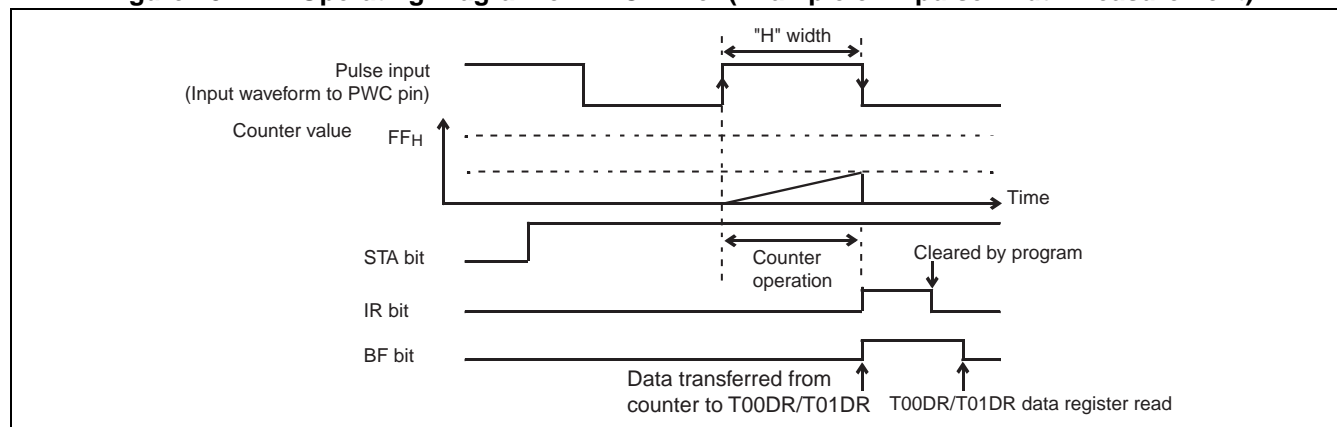 "H" width
Pulse input
(Input waveform to PWC pin)
Counter value
FFH
Time
STA bit
Counter
operation
Cleared by program
IR bit
BF bit
Data transferred from
counter to T00DR/T01DR
T00DR/T01DR data register read